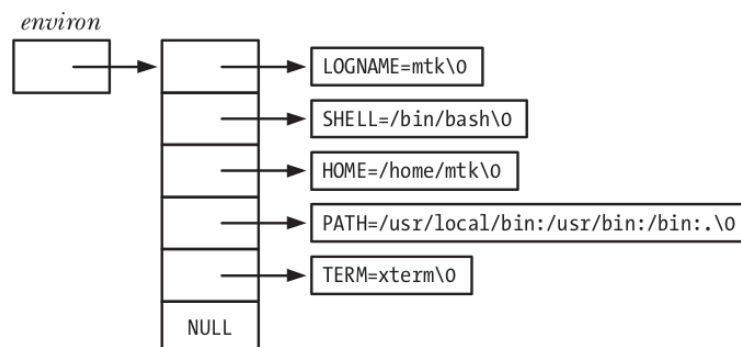 environ
LOGNAME=mtk\0
SHELL=/bin/bash\0
HOME=/home/mtk\0
PATH=/usr/local/bin:/usr/bin:/bin:.\0
TERM=xterm\0
NULL